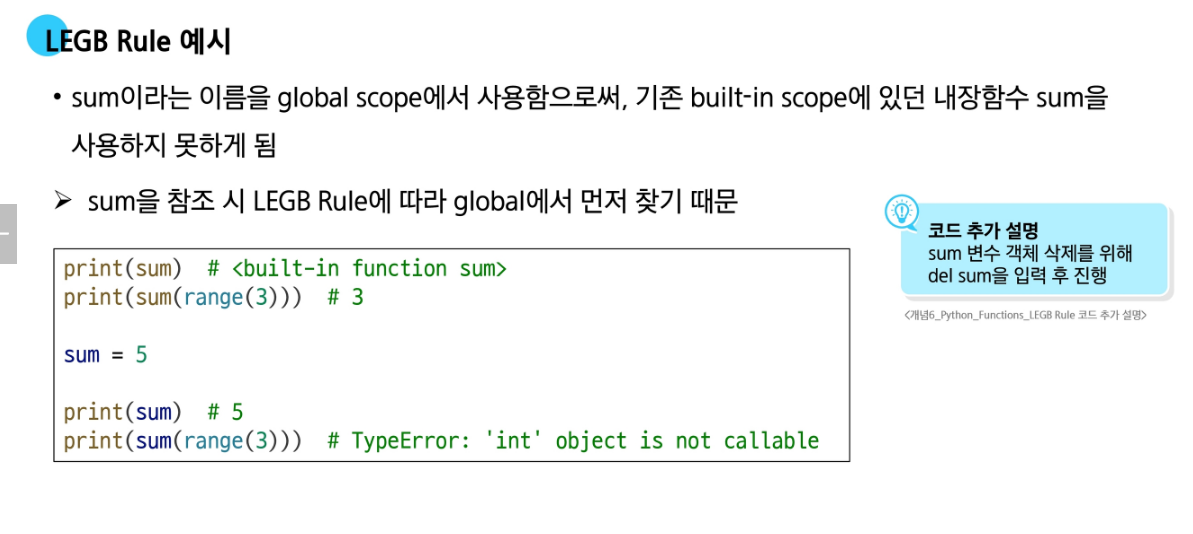 LEGB Rule 예시
• sum이라는 이름을 global scope에서 사용함으로써, 기존 built-in scope에 있던 내장함수 sum을
사용하지 못하게 됨
➢ sum을 참조 시 LEGB Rule에 따라 global에서 먼저 찾기 때문
코드 추가 설명
sum 변수 객체 삭제를 위해
del sum을 입력 후 진행
<개념6_Python_Functions_LEGB Rule 코드 추가 설명>
print(sum)  # <built-in function sum>
print(sum(range(3)))  # 3
sum = 5
print(sum)  # 5
print(sum(range(3)))  # TypeError: 'int' object is not callable